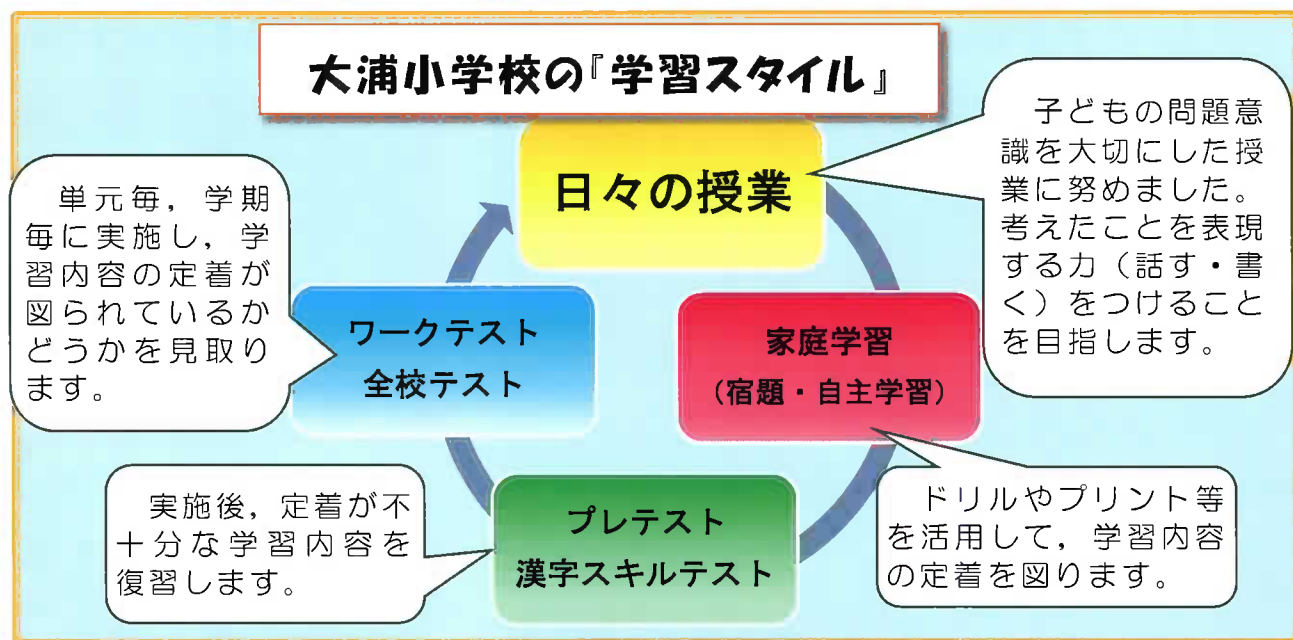 大浦小学校の『学習スタイル』
日々の授業
子どもの問題意
識を大切にした授
業に努めました。
考えたことを表現
する力（話す・書
く）をつけること
を目指します。
家庭学習
（宿題・自主学習）
ドリルやプリント等
を活用して，学習内容
の定着を図ります。
プレテスト
漢字スキルテスト
実施後，定着が不
十分な学習内容を
復習します。
ワークテスト
全校テスト
単元毎，学期
毎に実施し，学
習内容の定着が
図られているか
どうかを見取り
ます。